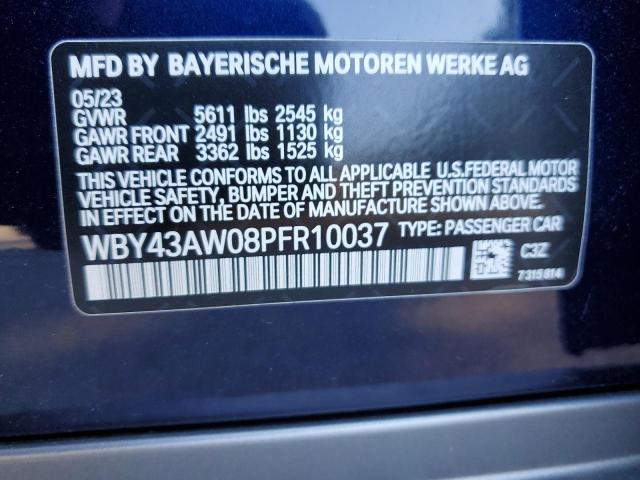 MFD BY BAYERISCHE MOTOREN WERKE AG
05/23
GVWR 5611 lbs 2545 kg
GAWR FRONT 2491 lbs 1130 kg
GAWR REAR 3362 lbs 1525 kg
THIS VEHICLE CONFORMS TO ALL APPLICABLE U.S.FEDERAL MOTOR
VEHICLE SAFETY, BUMPER AND THEFT PREVENTION STANDARDS
IN EFFECT ON THE DATE OF MANUFACTURE SHOWN ABOVE.
WBY43AW08PFR10037 TYPE: PASSENGER CAR
C3Z
7315814